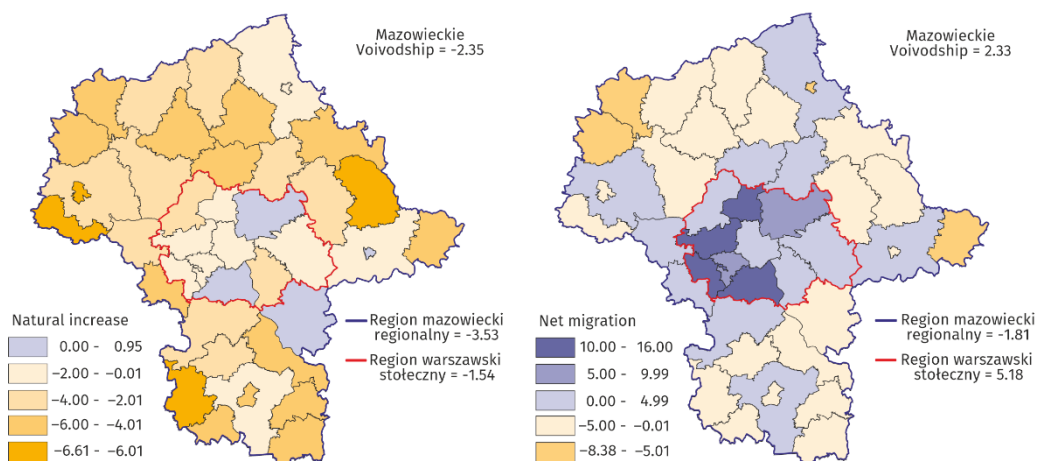 Mazowieckie
Voivodship = -2.35
Natural increase
0.00 - 0.95
−2.00 − −0.01
−4.00 − −2.01
−6.00 − −4.01
−6.61 − −6.01
Region mazowiecki
regionalny = -3.53
Region warszawski
stołeczny = -1.54
Mazowieckie
Voivodship 2.33
Net migration
10.00 - 16.00
5.00 - 9.99
0.00 - 4.99
−5.00 − −0.01
−8.38 − −5.01
Region mazowiecki
regionalny = -1.81
Region warszawski
stołeczny = 5.18